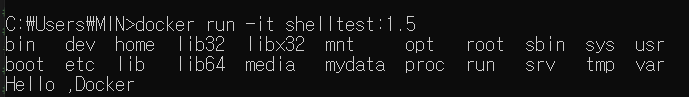 C:₩Users₩MIN>docker run -it shelltest:1.5
bin dev home lib32 libx32 mnt opt root sbin sys usr
boot etc lib lib64 media mydata proc run srv tmp var
Hello ,Docker